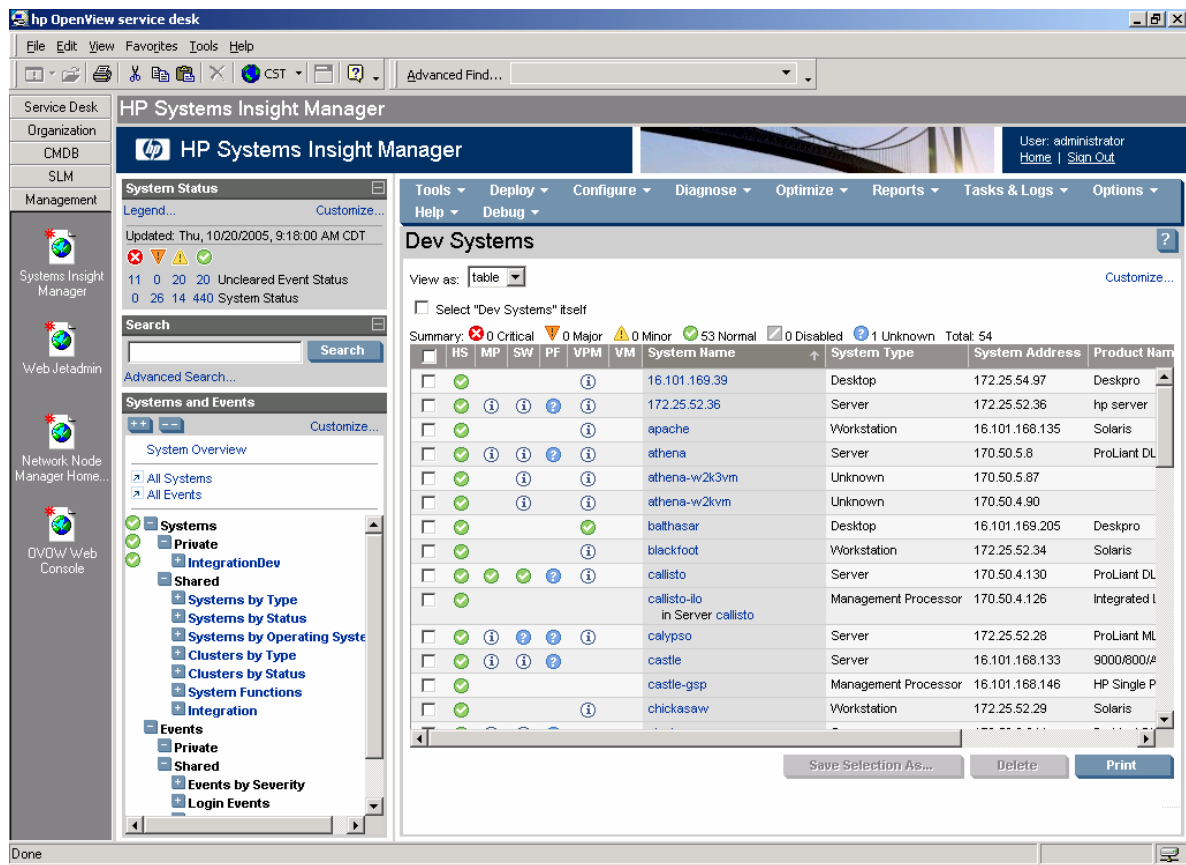 hp OpenView service desk
File Edit View Favorites Tools Help
CST Advanced Find...
Service Desk
Organization
CMDB
SLM
Management
Systems Insight Manager
Web Jetadmin
Network Node Manager Home...
OVOW Web Console
HP Systems Insight Manager
hp HP Systems Insight Manager
User: administrator
Home | Sign Out
System Status
Legend... Customize...
Updated: Thu, 10/20/2005, 9:18:00 AM CDT
11 0 20 20 Uncleared Event Status
0 26 14 440 System Status
Search
Search
Advanced Search...
Systems and Events
++ -- Customize...
System Overview
All Systems
All Events
Systems
Private
IntegrationDev
Shared
Systems by Type
Systems by Status
Systems by Operating Syste
Clusters by Type
Clusters by Status
System Functions
Integration
Events
Private
Shared
Events by Severity
Login Events
Tools Deploy Configure Diagnose Optimize Reports Tasks & Logs Options
Help Debug
Dev Systems ?
View as: table Customize...
Select "Dev Systems" itself
Summary: 0 Critical 0 Major 0 Minor 53 Normal 0 Disabled 1 Unknown Total: 54
HS MP SW PF VPM VM System Name System Type System Address Product Nam
16.101.169.39 Desktop 172.25.54.97 Deskpro
172.25.52.36 Server 172.25.52.36 hp server
apache Workstation 16.101.168.135 Solaris
athena Server 170.50.5.8 ProLiant DL
athena-w2k3vm Unknown 170.50.5.87
athena-w2kvm Unknown 170.50.4.90
balthasar Desktop 16.101.169.205 Deskpro
blackfoot Workstation 172.25.52.34 Solaris
callisto Server 170.50.4.130 ProLiant DL
callisto-ilo Management Processor 170.50.4.126 Integrated L
in Server callisto
calypso Server 172.25.52.28 ProLiant ML
castle Server 16.101.168.133 9000/800/A
castle-gsp Management Processor 16.101.168.146 HP Single P
chickasaw Workstation 172.25.52.29 Solaris
Save Selection As... Delete Print
Done